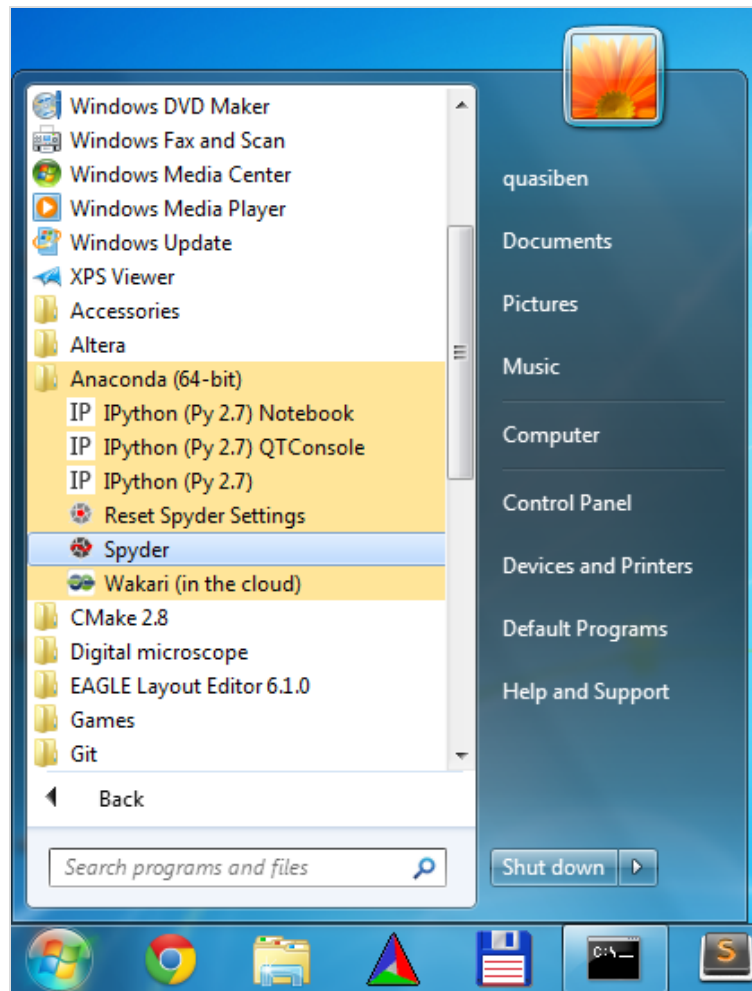 Windows DVD Maker
Windows Fax and Scan
Windows Media Center
Windows Media Player
Windows Update
XPS Viewer
Accessories
Altera
Anaconda (64-bit)
IP IPython (Py 2.7) Notebook
IP IPython (Py 2.7) QTConsole
IP IPython (Py 2.7)
Reset Spyder Settings
Spyder
Wakari (in the cloud)
CMake 2.8
Digital microscope
EAGLE Layout Editor 6.1.0
Games
Git
Back
Search programs and files
quasiben
Documents
Pictures
Music
Computer
Control Panel
Devices and Printers
Default Programs
Help and Support
Shut down
C:\_
S